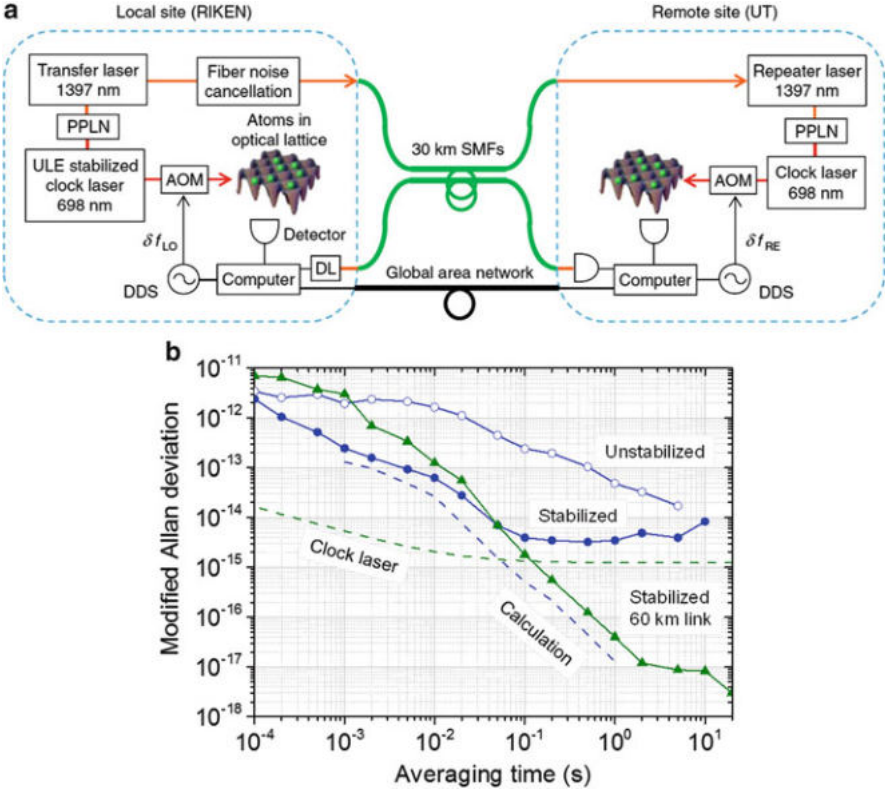 a
Local site (RIKEN)
Remote site (UT)
Transfer laser
1397 nm
Fiber noise
cancellation
Repeater laser
1397 nm
PPLN
Atoms in
optical lattice
30 km SMFs
PPLN
ULE stabilized
clock laser
698 nm
AOM
AOM
Clock laser
698 nm
δf_LO
Detector
δf_RE
DDS
Computer
DL
Global area network
Computer
DDS
b
Modified Allan deviation
10⁻¹¹
10⁻¹²
10⁻¹³
10⁻¹⁴
10⁻¹⁵
10⁻¹⁶
10⁻¹⁷
10⁻¹⁸
Unstabilized
Stabilized
Clock laser
Stabilized
60 km link
Calculation
10⁻⁴
10⁻³
10⁻²
10⁻¹
10⁰
10¹
Averaging time (s)